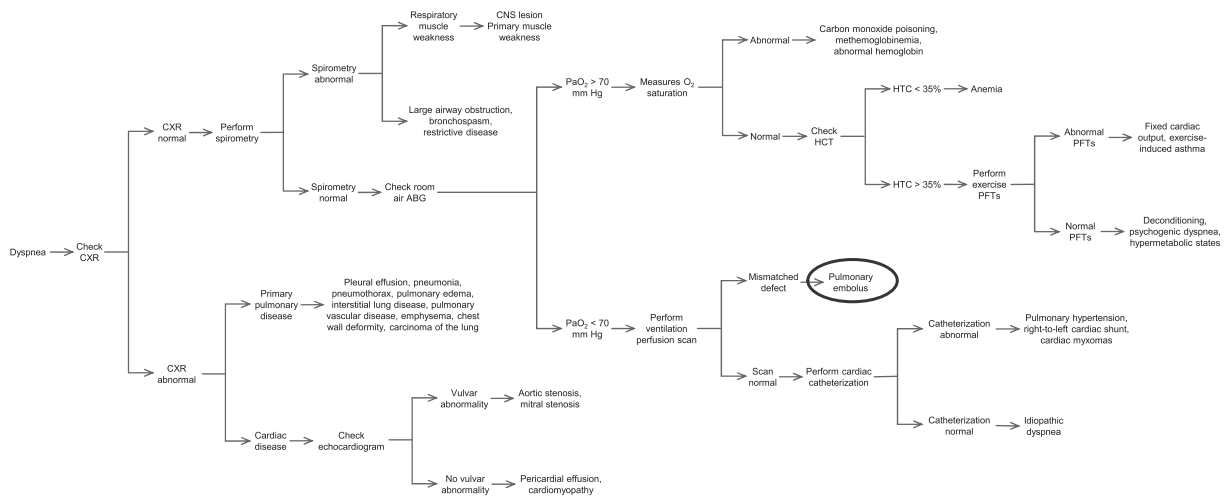 Respiratory
muscle
weakness
CNS lesion
Primary muscle
weakness
Spirometry
abnormal
Large airway obstruction,
bronchospasm,
restrictive disease
CXR
normal
Perform
spirometry
Spirometry
normal
Check room
air ABG
PaO₂ > 70
mm Hg
Measures O₂
saturation
Abnormal
Carbon monoxide poisoning,
methemoglobinemia,
abnormal hemoglobin
Normal
Check
HCT
HTC < 35%
Anemia
HTC > 35%
Perform
exercise
PFTs
Abnormal
PFTs
Fixed cardiac
output, exercise-
induced asthma
Normal
PFTs
Deconditioning,
psychogenic dyspnea,
hypermetabolic states
Dyspnea
Check
CXR
PaO₂ < 70
mm Hg
Perform
ventilation
perfusion scan
Mismatched
defect
Pulmonary
embolus
Scan
normal
Perform cardiac
catheterization
Catheterization
abnormal
Pulmonary hypertension,
right-to-left cardiac shunt,
cardiac myxomas
Catheterization
normal
Idiopathic
dyspnea
CXR
abnormal
Primary
pulmonary
disease
Pleural effusion, pneumonia,
pneumothorax, pulmonary edema,
interstitial lung disease, pulmonary
vascular disease, emphysema, chest
wall deformity, carcinoma of the lung
Cardiac
disease
Check
echocardiogram
Vulvar
abnormality
Aortic stenosis,
mitral stenosis
No vulvar
abnormality
Pericardial effusion,
cardiomyopathy